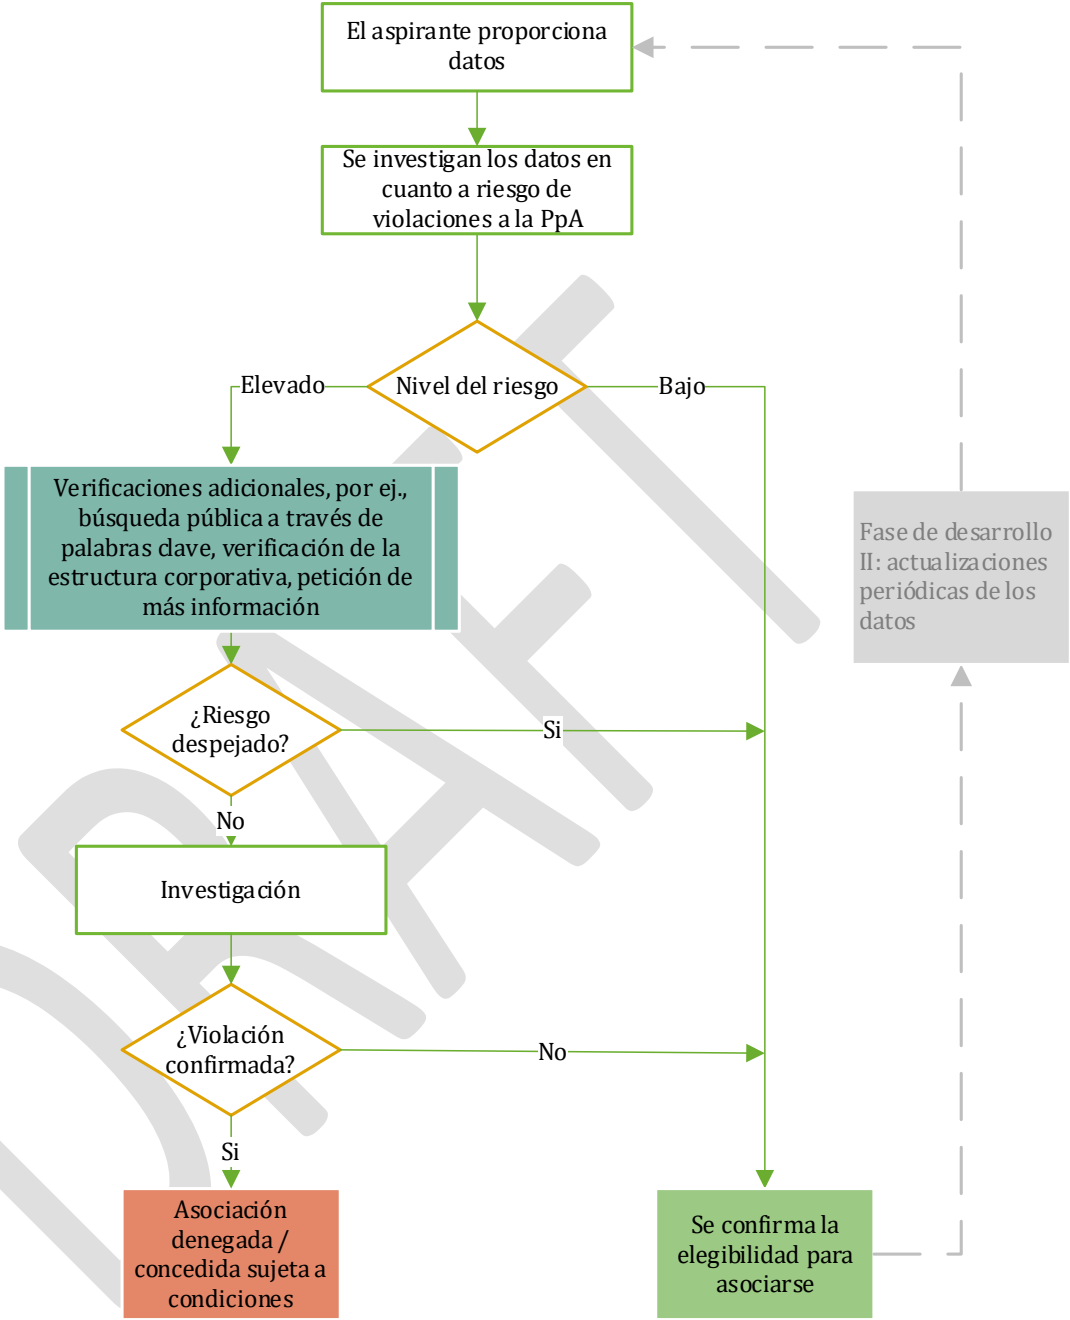 El aspirante proporciona
datos
Se investigan los datos en
cuanto a riesgo de
violaciones a la PpA
Nivel del riesgo
Elevado
Bajo
Verificaciones adicionales, por ej.,
búsqueda pública a través de
palabras clave, verificación de la
estructura corporativa, petición de
más información
Fase de desarrollo
II: actualizaciones
periódicas de los
datos
¿Riesgo
despejado?
Si
No
Investigación
¿Violación
confirmada?
No
Si
Asociación
denegada /
concedida sujeta a
condiciones
Se confirma la
elegibilidad para
asociarse
DRAFT